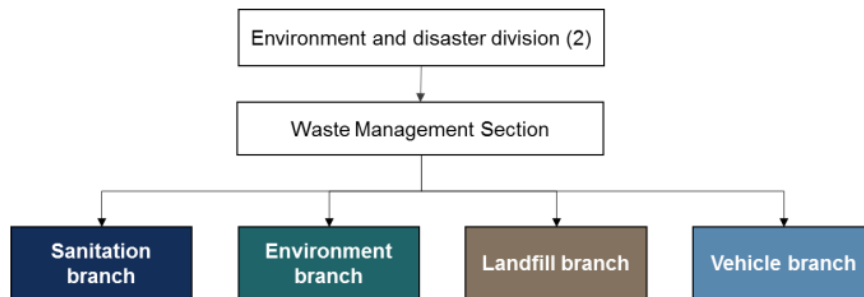 Environment and disaster division (2)
Waste Management Section
Sanitation
branch
Environment
branch
Landfill branch
Vehicle branch